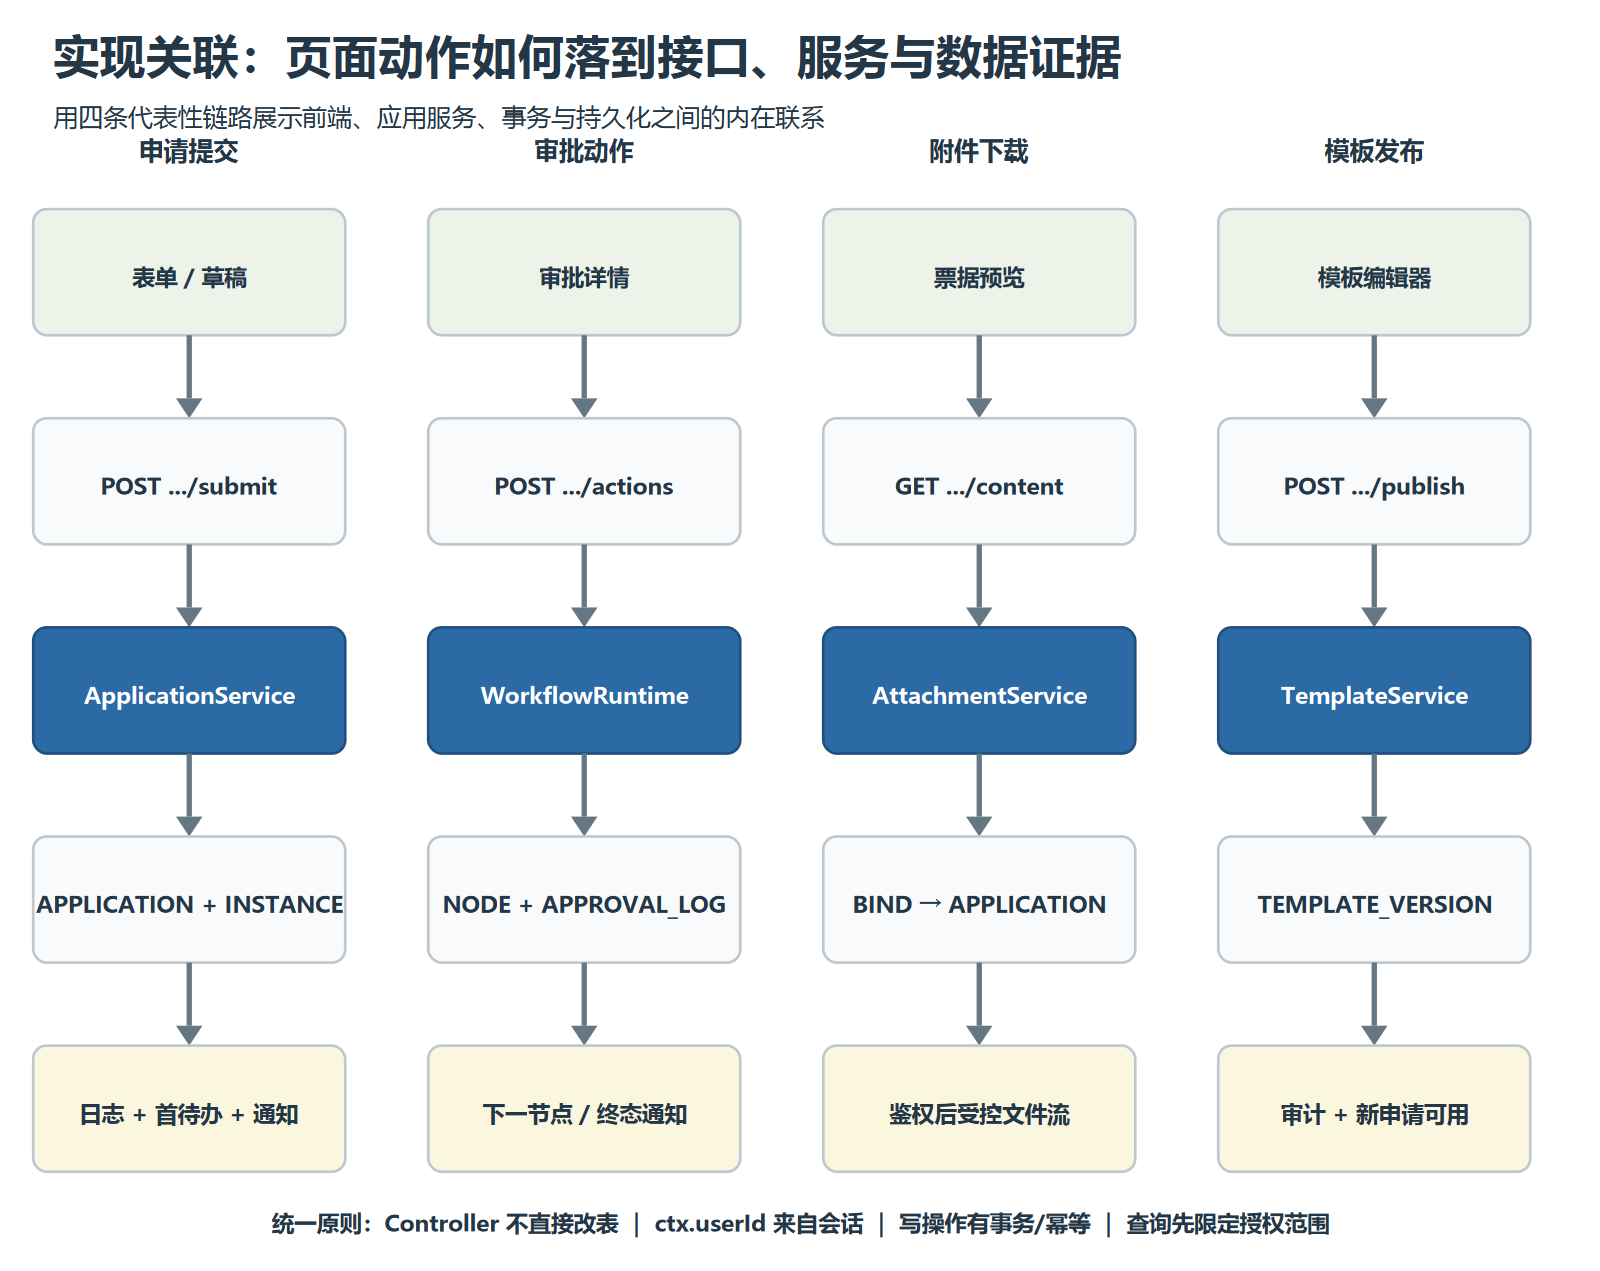 实现关联：页面动作如何落到接口、服务与数据证据
用四条代表性链路展示前端、应用服务、事务与持久化之间的内在联系
申请提交
审批动作
附件下载
模板发布
表单 / 草稿
审批详情
票据预览
模板编辑器
POST .../submit
POST .../actions
GET .../content
POST .../publish
ApplicationService
WorkflowRuntime
AttachmentService
TemplateService
APPLICATION + INSTANCE
NODE + APPROVAL_LOG
BIND → APPLICATION
TEMPLATE_VERSION
日志 + 首待办 + 通知
下一节点 / 终态通知
鉴权后受控文件流
审计 + 新申请可用
统一原则：Controller 不直接改表 | ctx.userId 来自会话 | 写操作有事务/幂等 | 查询先限定授权范围